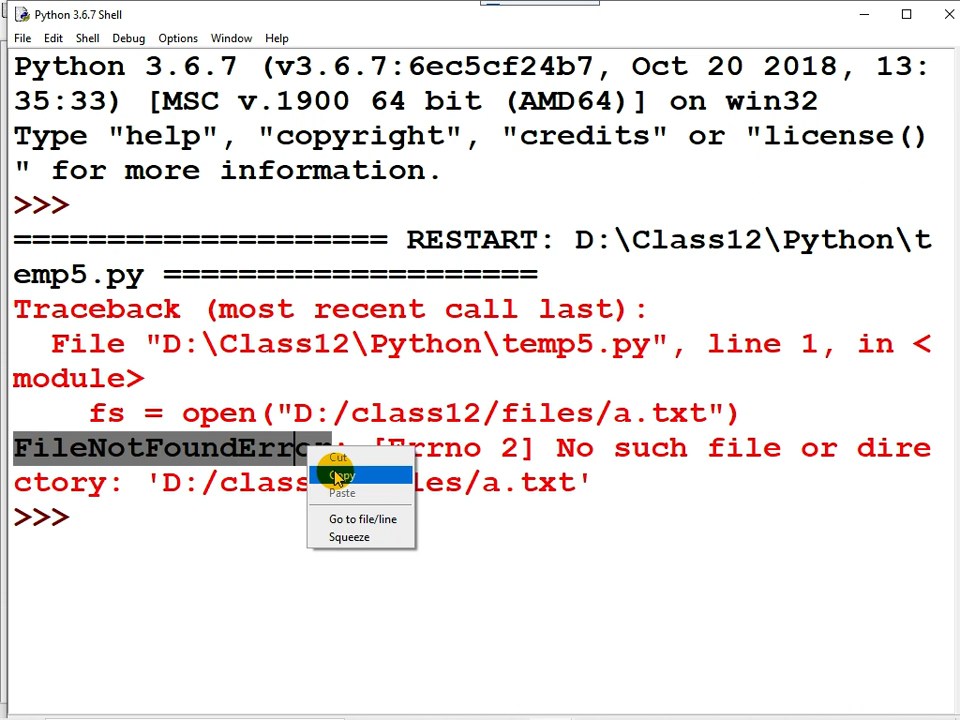 Python 3.6.7 Shell
File Edit Shell Debug Options Window Help
Python 3.6.7 (v3.6.7:6ec5cf24b7, Oct 20 2018, 13:
35:33) [MSC v.1900 64 bit (AMD64)] on win32
Type "help", "copyright", "credits" or "license()
" for more information.
>>>
==================== RESTART: D:\Class12\Python\t
emp5.py ====================
Traceback (most recent call last):
File "D:\Class12\Python\temp5.py", line 1, in <
module>
fs = open("D:/class12/files/a.txt")
FileNotFoundError: [Errno 2] No such file or dire
ctory: 'D:/class les/a.txt'
>>>
Cut
Copy
Paste
Go to file/line
Squeeze